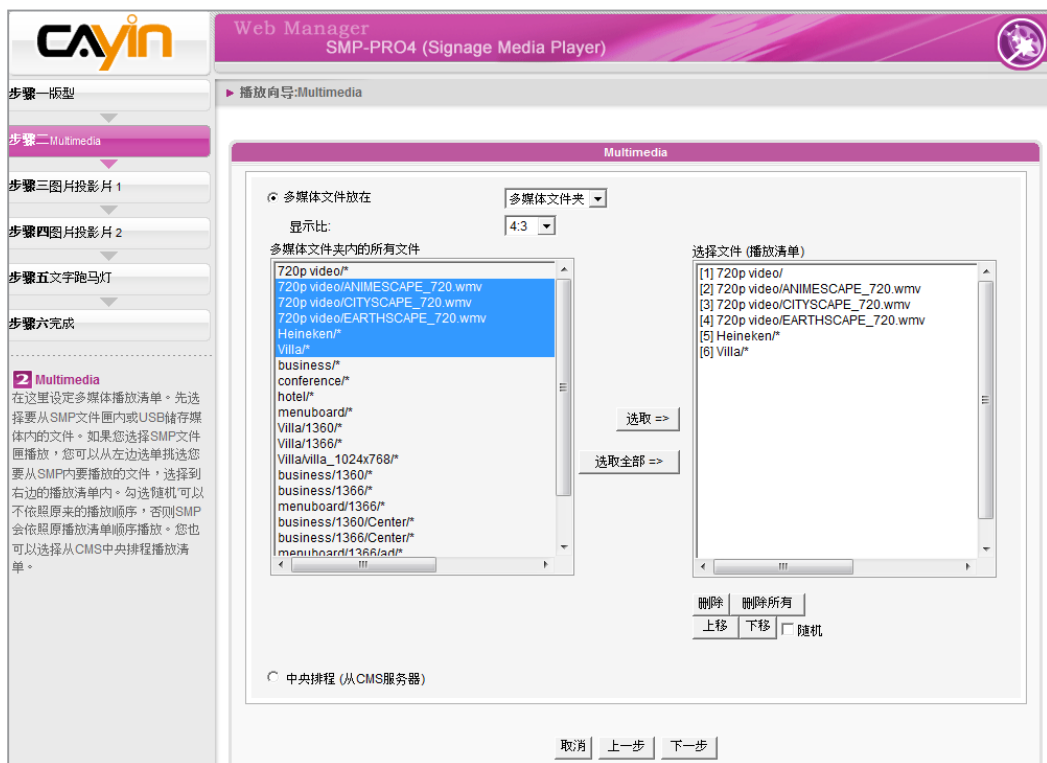 CAYIN
Web Manager
SMP-PRO4 (Signage Media Player)
步骤一版型
步骤二Multimedia
步骤三图片投影片 1
步骤四图片投影片 2
步骤五文字跑马灯
步骤六完成
2 Multimedia
在这里设定多媒体播放清单。先选
择要从SMP文件匣内或USB储存媒
体内的文件。如果您选择SMP文件
匣播放，您可以从左边选单挑选您
要从SMP内要播放的文件，选择到
右边的播放清单内。勾选随机可以
不依照原来的播放顺序，否则SMP
会依照原播放清单顺序播放。您也
可以选择从CMS中央排程播放清
单。
播放向导:Multimedia
Multimedia
多媒体文件放在 多媒体文件夹
显示比: 4:3
多媒体文件夹内的所有文件
720p video/*
720p video/ANIMESCAPE_720.wmv
720p video/CITYSCAPE_720.wmv
720p video/EARTHSCAPE_720.wmv
Heineken/*
Villa/*
business/*
conference/*
hotel/*
menuboard/*
Villa/1360/*
Villa/1366/*
Villa/villa_1024x768/*
business/1360/*
business/1366/*
menuboard/1366/*
business/1360/Center/*
business/1366/Center/*
menuboard/1366/ad/*
选取 =>
选取全部 =>
选择文件 (播放清单)
[1] 720p video/
[2] 720p video/ANIMESCAPE_720.wmv
[3] 720p video/CITYSCAPE_720.wmv
[4] 720p video/EARTHSCAPE_720.wmv
[5] Heineken/*
[6] Villa/*
删除 删除所有
上移 下移 随机
中央排程 (从CMS服务器)
取消 上一步 下一步